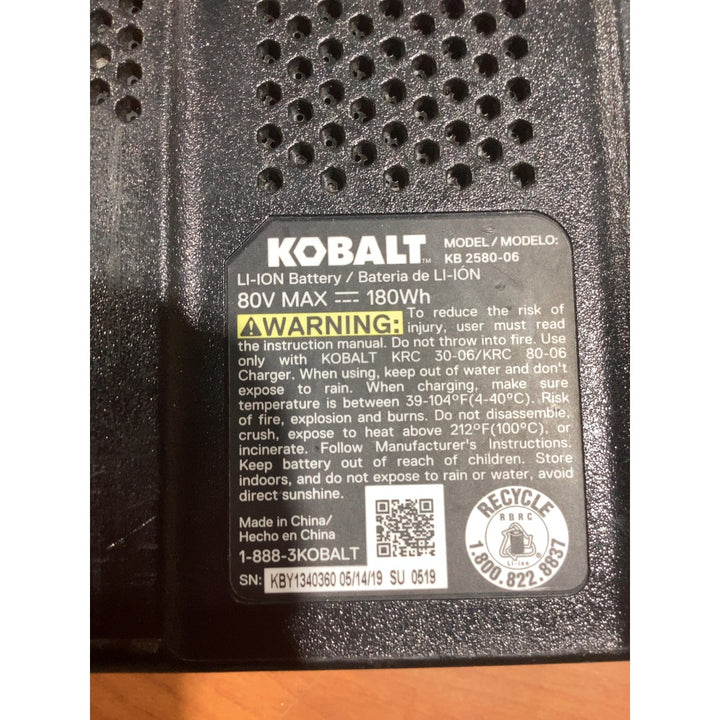 KOBALT™
MODEL / MODELO:
KB 2580-06
LI-ION Battery / Bateria de LI-IÓN
80V MAX ⎓ 180Wh
⚠WARNING: To reduce the risk of
injury, user must read
the instruction manual. Do not throw into fire. Use
only with KOBALT KRC 30-06/KRC 80-06
Charger. When using, keep out of water and don't
expose to rain. When charging, make sure
temperature is between 39-104°F(4-40°C). Risk
of fire, explosion and burns. Do not disassemble,
crush, expose to heat above 212°F(100°C), or
incinerate. Follow Manufacturer's Instructions.
Keep battery out of reach of children. Store
indoors, and do not expose to rain or water, avoid
direct sunshine.
Made in China/
Hecho en China
1-888-3KOBALT
SN: KBY1340360 05/14/19 SU 0519
RECYCLE
RBRC
Li-ion
1.800.822.8837